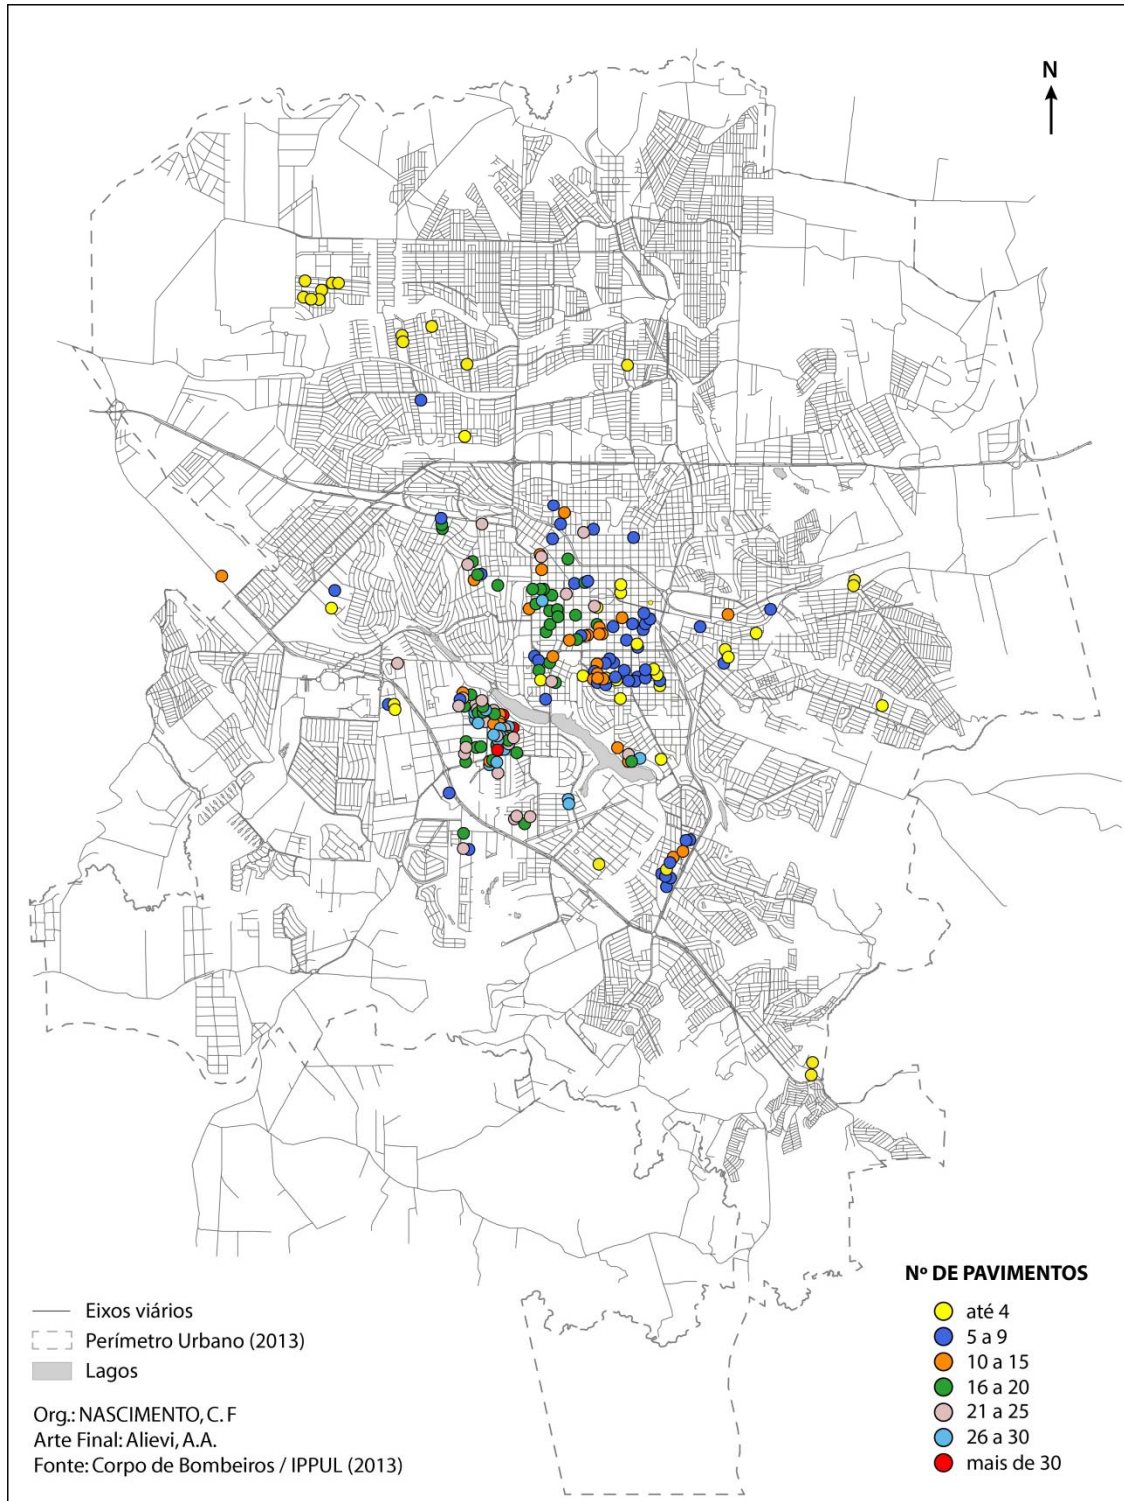 N
Nº DE PAVIMENTOS
até 4
5 a 9
10 a 15
16 a 20
21 a 25
26 a 30
mais de 30
Eixos viários
Perímetro Urbano (2013)
Lagos
Org.: NASCIMENTO, C. F
Arte Final: Alievi, A.A.
Fonte: Corpo de Bombeiros / IPPUL (2013)